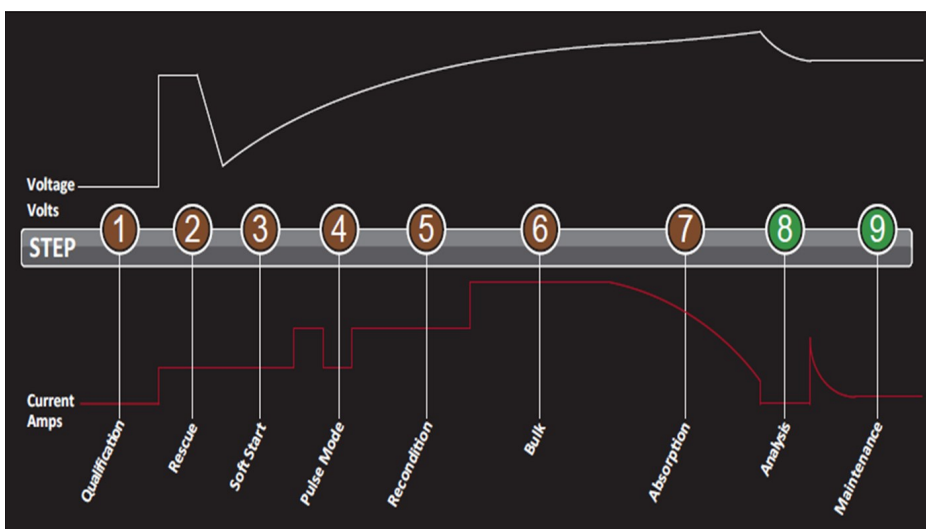 Voltage
Volts
STEP
1
2
3
4
5
6
7
8
9
Current
Amps
Qualification
Rescue
Soft Start
Pulse Mode
Recondition
Bulk
Absorption
Analysis
Maintenance